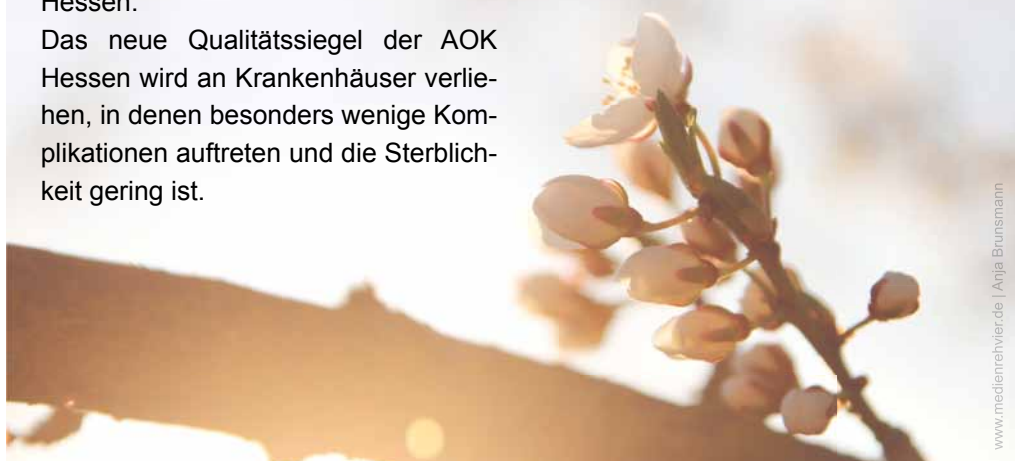 Hessen.
Das neue Qualitätssiegel der AOK
Hessen wird an Krankenhäuser verlie-
hen, in denen besonders wenige Kom-
plikationen auftreten und die Sterblich-
keit gering ist.
www.medienrehvier.de | Anja Brunsmann